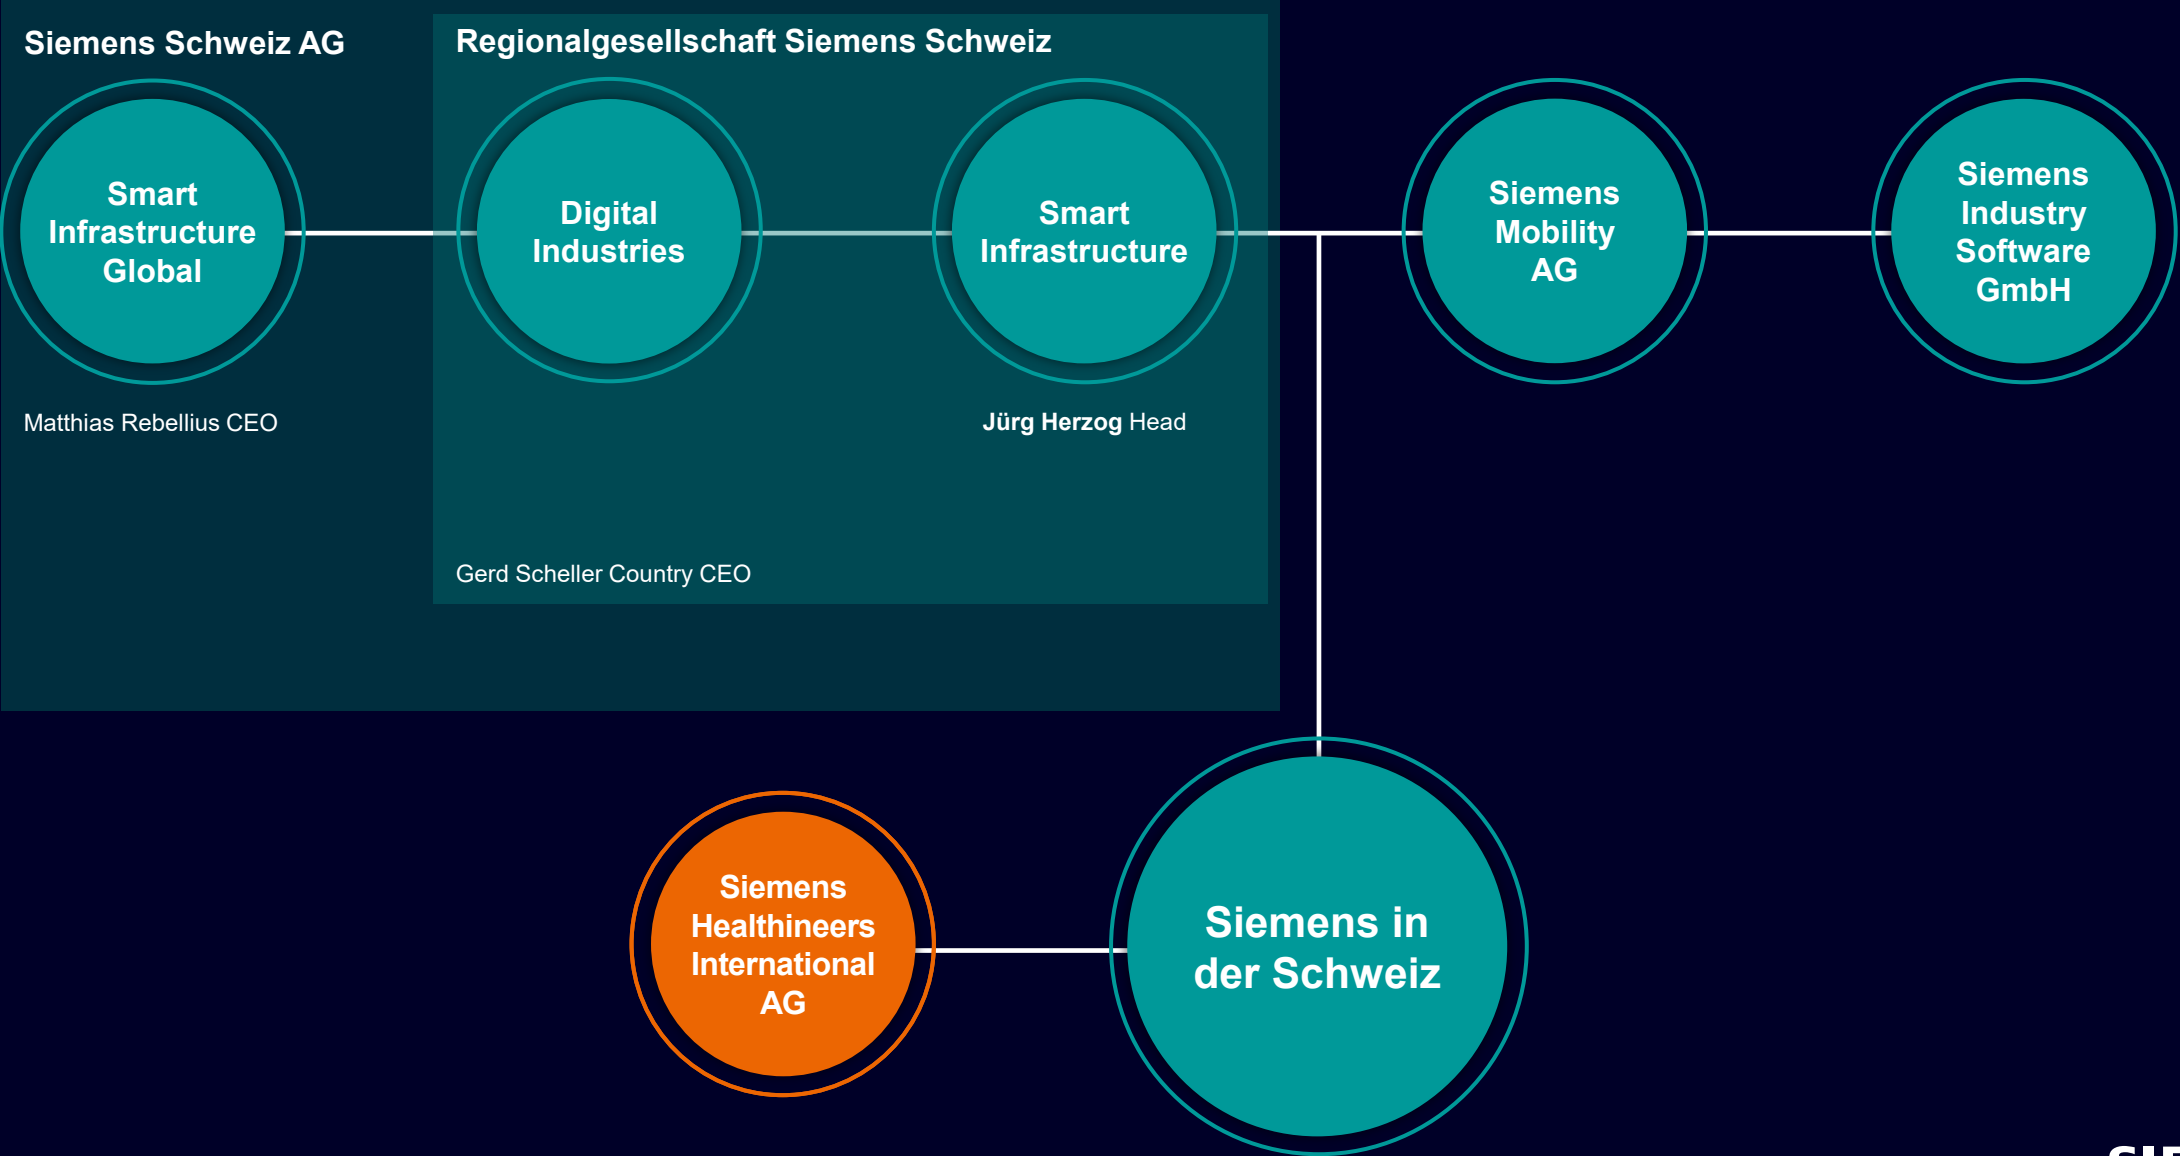 Siemens Schweiz AG
Regionalgesellschaft Siemens Schweiz
Smart
Infrastructure
Global
Digital
Industries
Smart
Infrastructure
Siemens
Mobility
AG
Siemens
Industry
Software
GmbH
Matthias Rebellius CEO
Jürg Herzog Head
Gerd Scheller Country CEO
Siemens
Healthineers
International
AG
Siemens in
der Schweiz